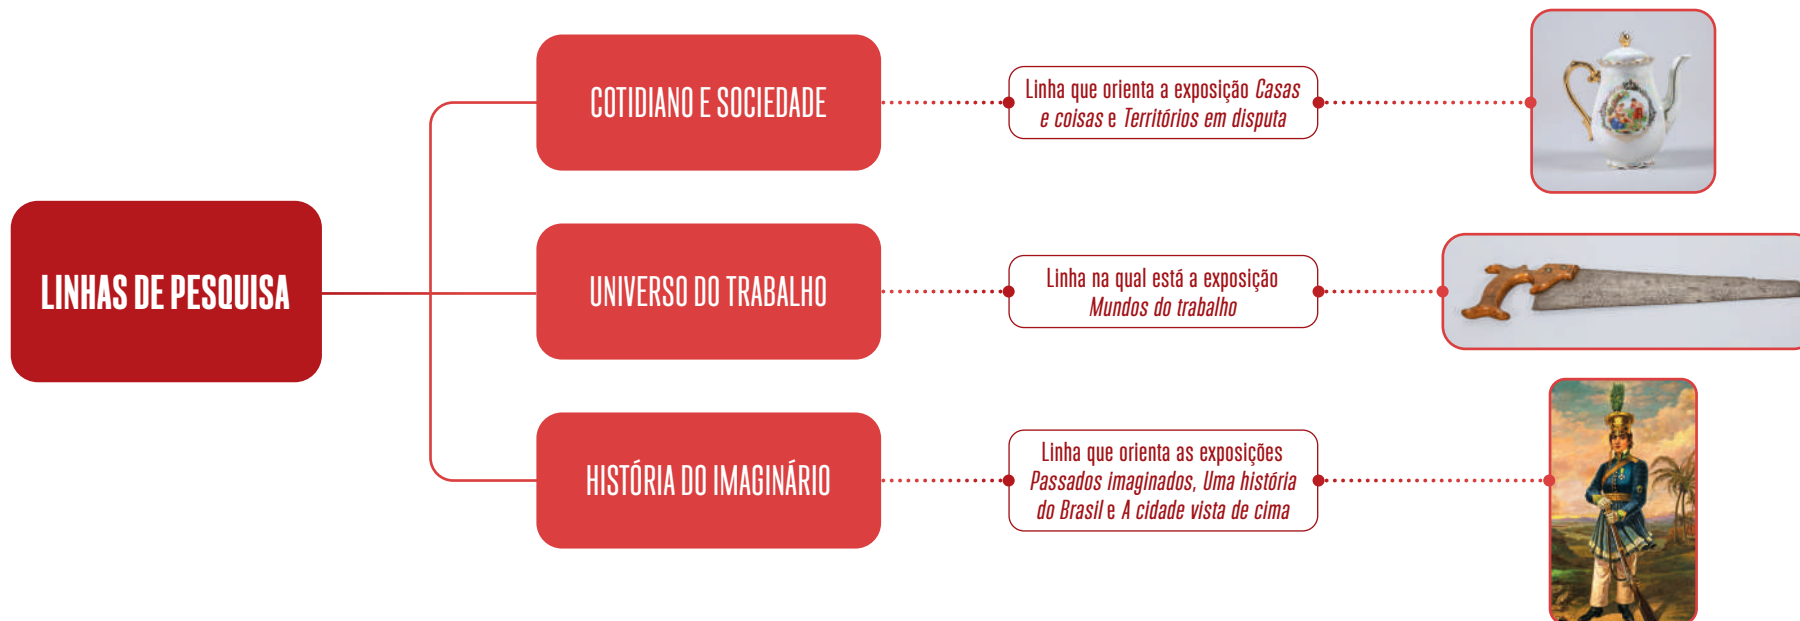 LINHAS DE PESQUISA
COTIDIANO E SOCIEDADE
Linha que orienta a exposição Casas
e coisas e Territórios em disputa
UNIVERSO DO TRABALHO
Linha na qual está a exposição
Mundos do trabalho
HISTÓRIA DO IMAGINÁRIO
Linha que orienta as exposições
Passados imaginados, Uma história
do Brasil e A cidade vista de cima